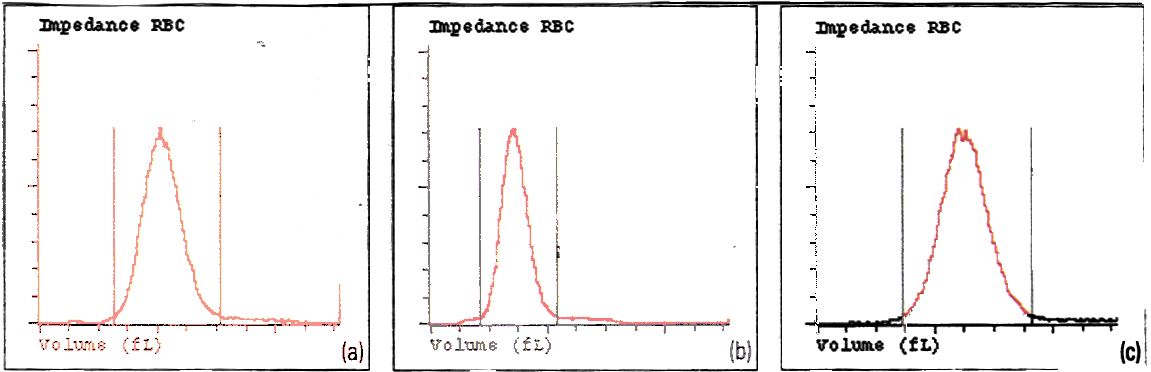 Impedance RBC
Volume (fL)
(a)
Impedance RBC
Volume (fL)
(b)
Impedance RBC
Volume (fL)
(c)